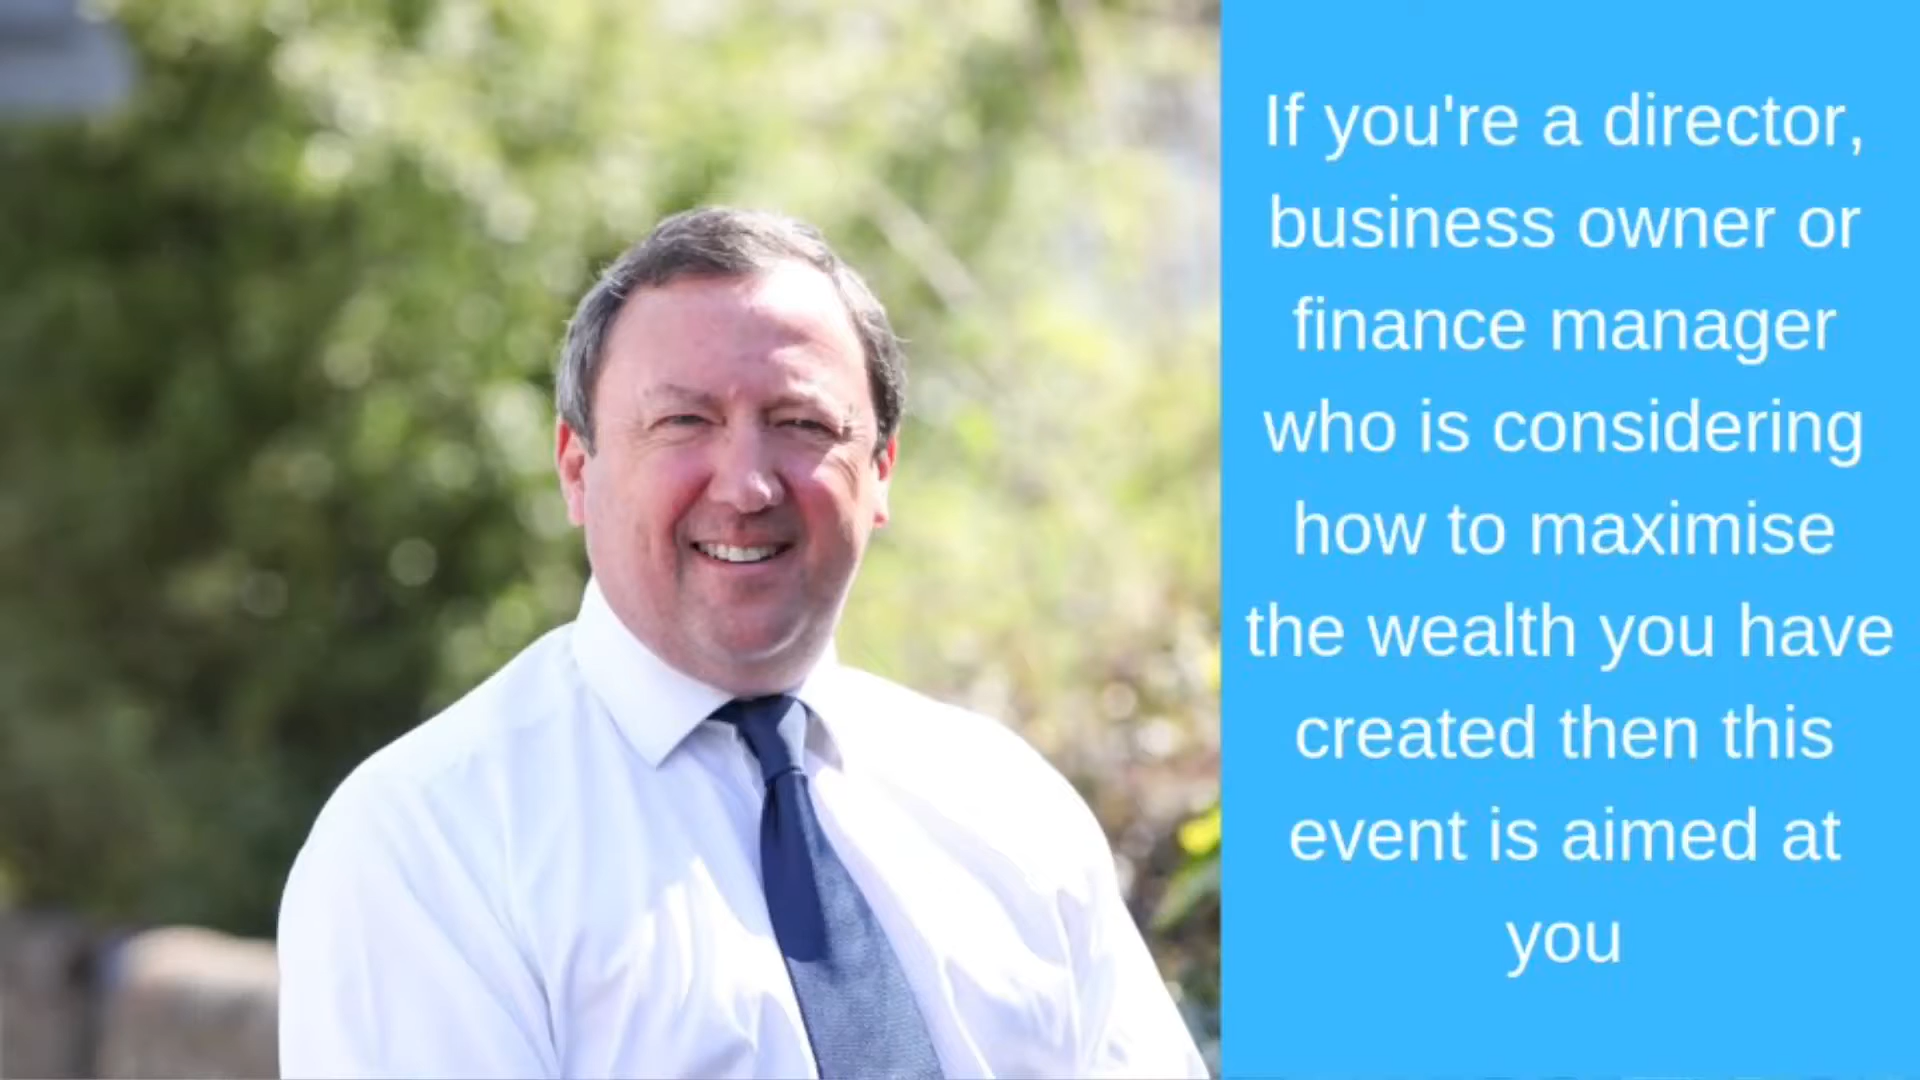 If you're a director,
business owner or
finance manager
who is considering
how to maximise
the wealth you have
created then this
event is aimed at
you